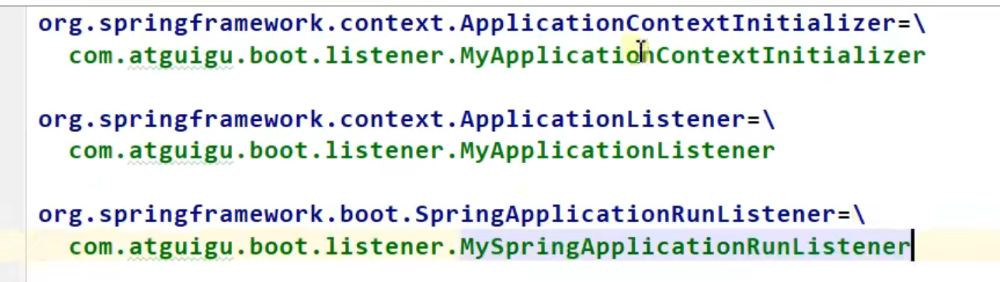 org.springframework.context.ApplicationContextInitializer=\
com.atguigu.boot.listener.MyApplicationContextInitializer
org.springframework.context.ApplicationListener=\
com.atguigu.boot.listener.MyApplicationListener
org.springframework.boot.SpringApplicationRunListener=\
com.atguigu.boot.listener.MySpringApplicationRunListener